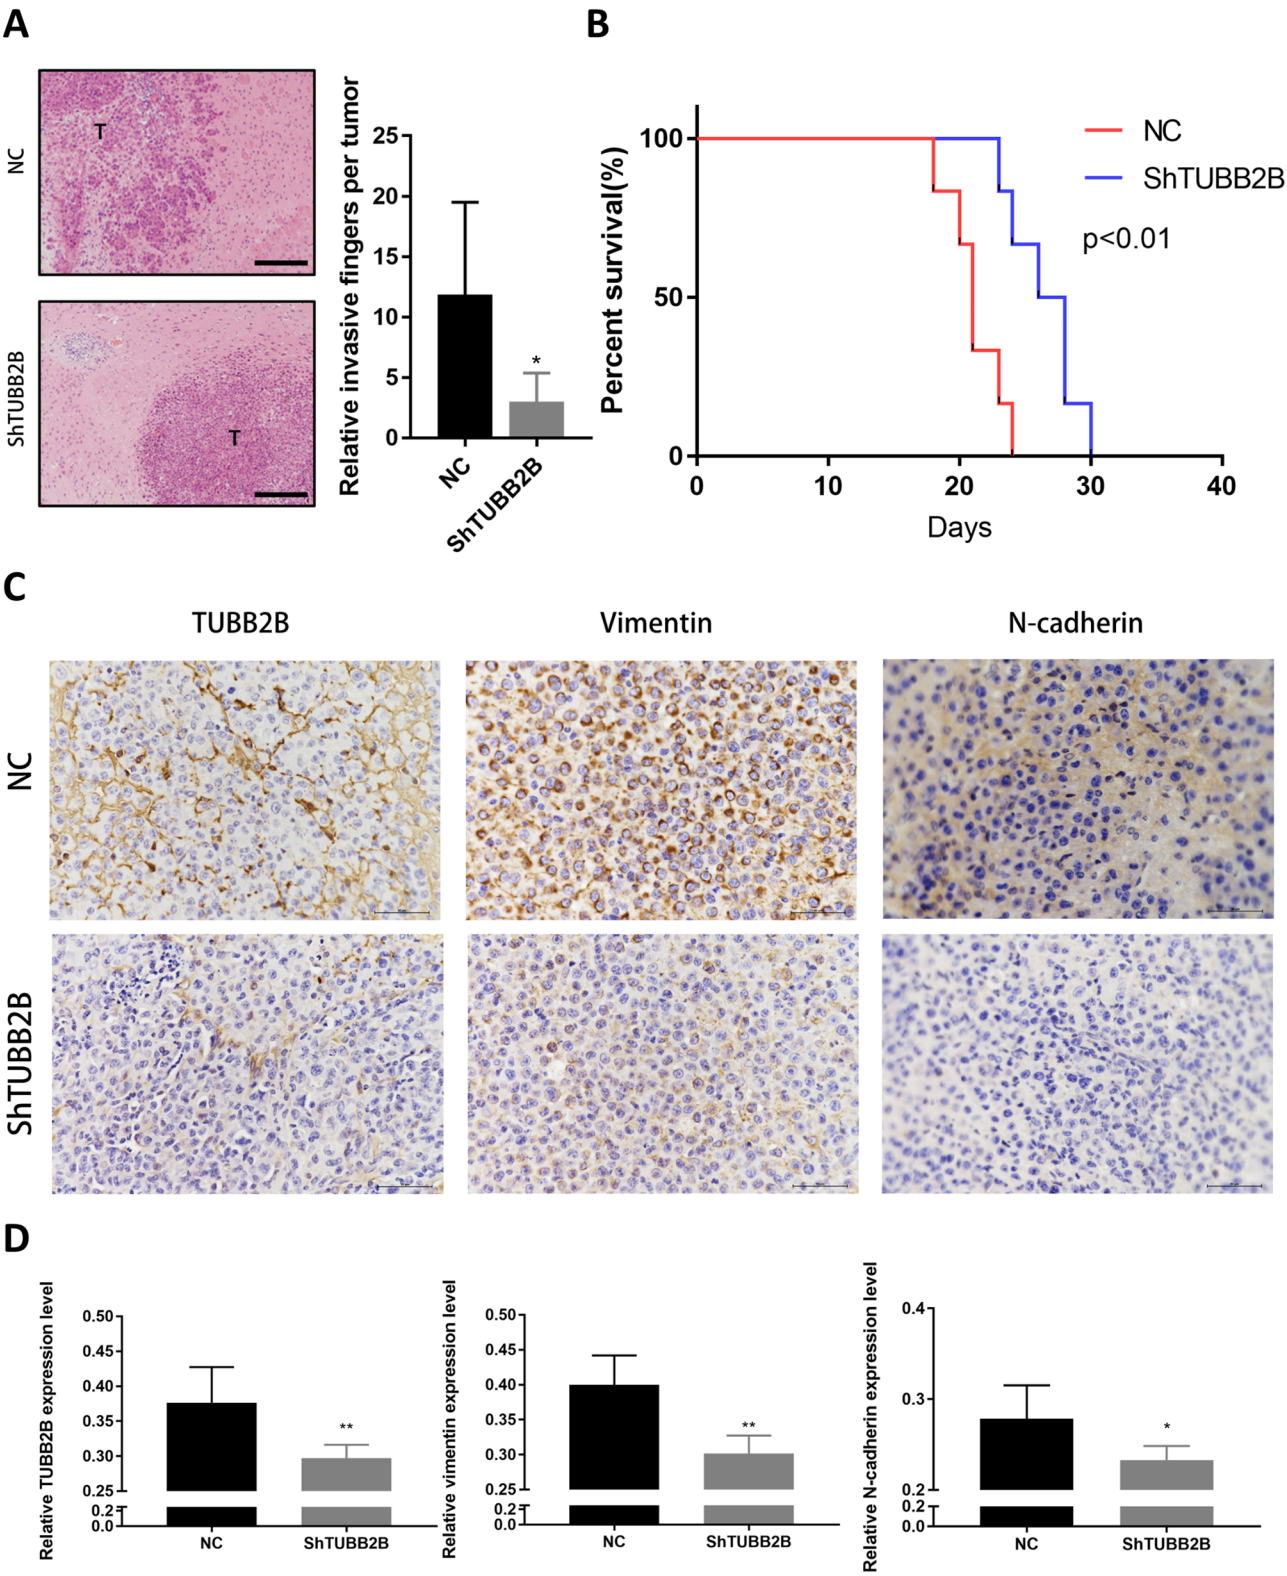 A
B
NC
T
ShTUBB2B
T
Relative invasive fingers per tumor
25
20
15
10
5
0
*
NC
ShTUBB2B
Percent survival(%)
100
50
0
0 10 20 30 40
Days
NC
ShTUBB2B
p<0.01
C
TUBB2B Vimentin N-cadherin
NC
ShTUBB2B
D
Relative TUBB2B expression level
0.50
0.45
0.40
0.35
0.30
0.25
0.2
0.0
**
NC ShTUBB2B
Relative vimentin expression level
0.50
0.45
0.40
0.35
0.30
0.25
0.2
0.0
**
NC ShTUBB2B
Relative N-cadherin expression level
0.4
0.3
0.2
0.2
0.0
*
NC ShTUBB2B